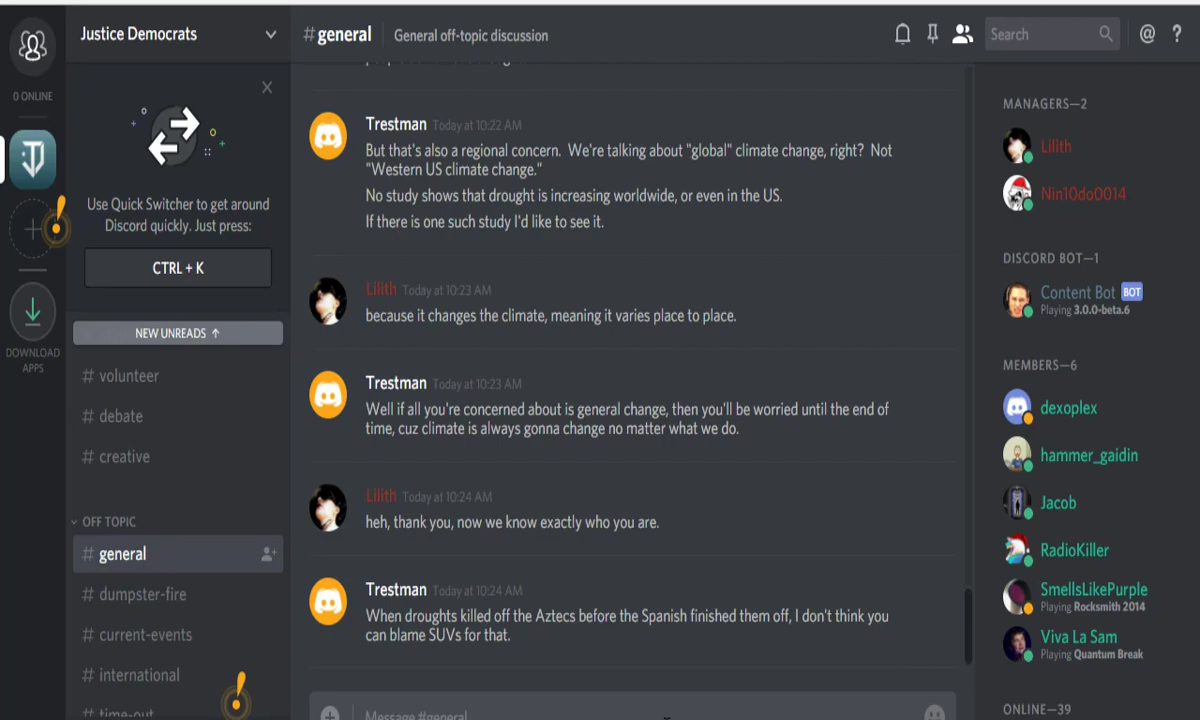 Justice Democrats
# general
General off-topic discussion
Search
@
?
0 ONLINE
DOWNLOAD
APPS
Use Quick Switcher to get around
Discord quickly. Just press:
CTRL + K
NEW UNREADS ↑
# volunteer
# debate
# creative
OFF TOPIC
# general
# dumpster-fire
# current-events
# international
# time-out
Trestman Today at 10:22 AM
But that's also a regional concern. We're talking about "global" climate change, right? Not
"Western US climate change."
No study shows that drought is increasing worldwide, or even in the US.
If there is one such study I'd like to see it.
Lilith Today at 10:23 AM
because it changes the climate, meaning it varies place to place.
Trestman Today at 10:23 AM
Well if all you're concerned about is general change, then you'll be worried until the end of
time, cuz climate is always gonna change no matter what we do.
Lilith Today at 10:24 AM
heh, thank you, now we know exactly who you are.
Trestman Today at 10:24 AM
When droughts killed off the Aztecs before the Spanish finished them off, I don't think you
can blame SUVs for that.
Message #general
MANAGERS—2
Lilith
Nin10do0014
DISCORD BOT—1
Content Bot BOT
Playing 3.0.0-beta.6
MEMBERS—6
dexoplex
hammer_gaidin
Jacob
RadioKiller
SmellsLikePurple
Playing Rocksmith 2014
Viva La Sam
Playing Quantum Break
ONLINE—39